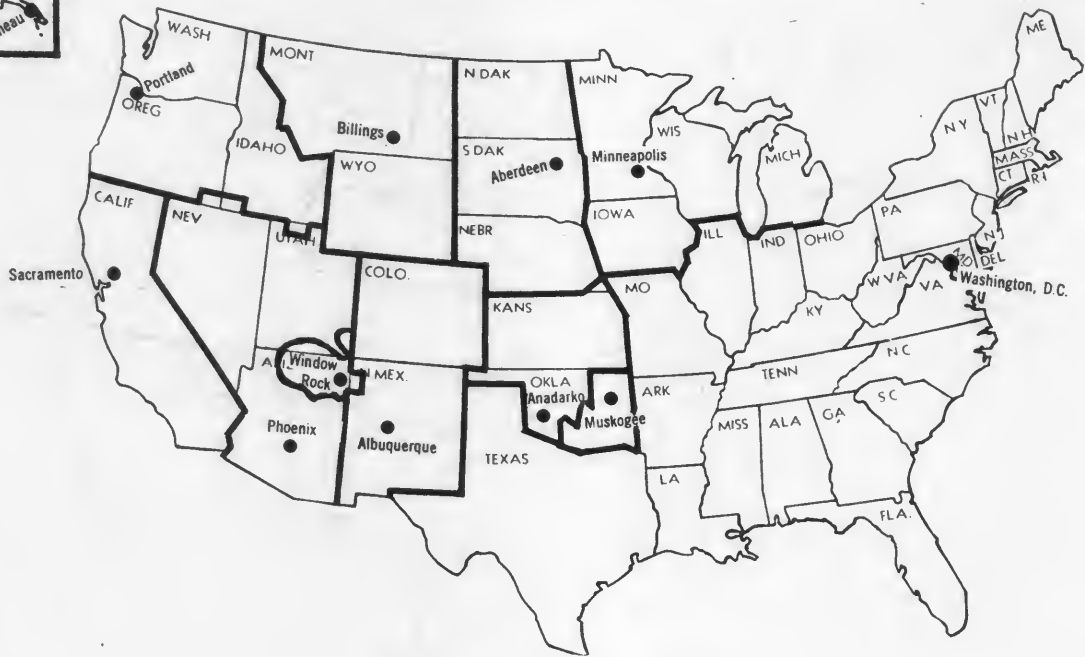 neau
WASH
Portland
OREG
IDAHO
MONT
Billings
WYO
N DAK
S DAK
Aberdeen
NEBR
MINN
Minneapolis
WIS
MICH
IOWA
ILL
IND
OHIO
PA
NY
VT
NH
ME
MASS
CT
RI
NJ
DEL
MD
Washington, D.C.
WVA
VA
CALIF
Sacramento
NEV
UTAH
COLO.
KANS
MO
KY
TENN
NC
SC
ARIZ
Window
Rock
Phoenix
N MEX.
Albuquerque
OKLA
Anadarko
Muskogee
ARK
TEXAS
LA
MISS
ALA
GA
FLA.